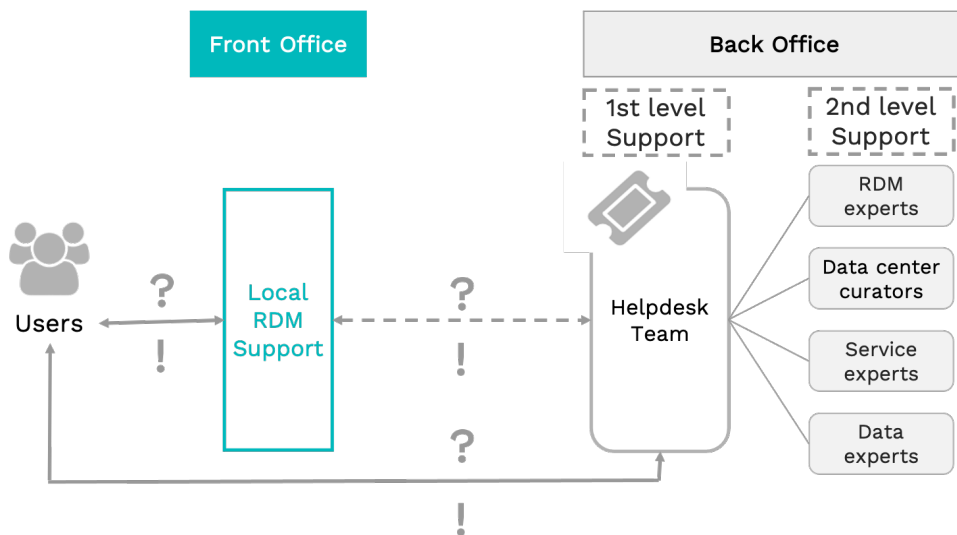 Front Office
Back Office
1st level
Support
2nd level
Support
RDM
experts
Data center
curators
Service
experts
Data
experts
Helpdesk
Team
Local
RDM
Support
Users
?
!
?
!
?
!